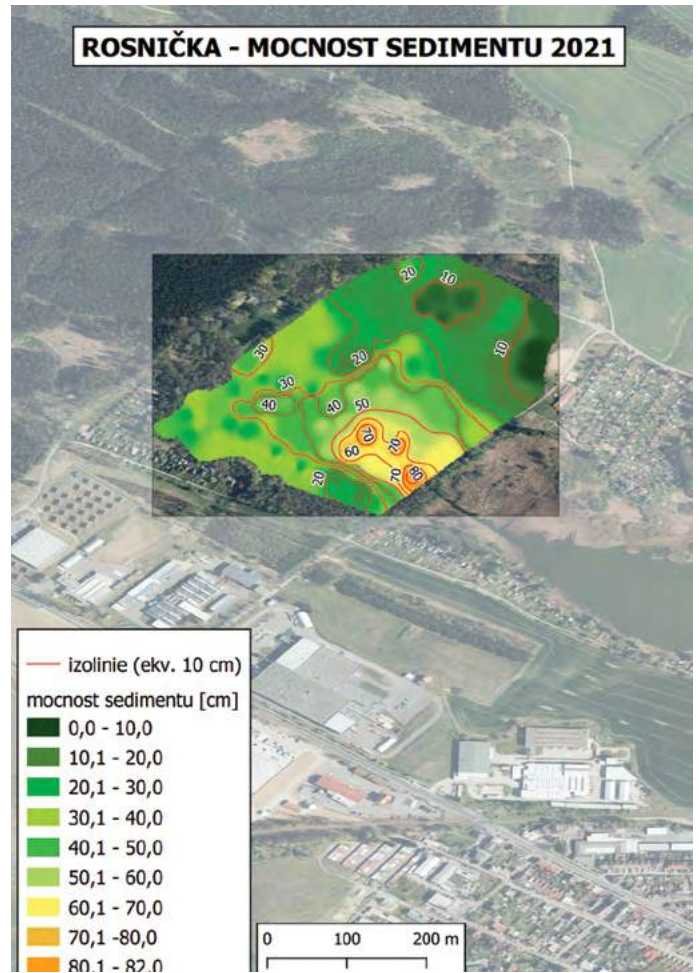 ROSNIČKA - MOCNOST SEDIMENTU 2021
20
10
10
30
20
30
40
40
50
70
60
70
70
80
20
izolinie (ekv. 10 cm)
mocnost sedimentu [cm]
0,0 - 10,0
10,1 - 20,0
20,1 - 30,0
30,1 - 40,0
40,1 - 50,0
50,1 - 60,0
60,1 - 70,0
70,1 -80,0
80,1 - 82,0
0 100 200 m